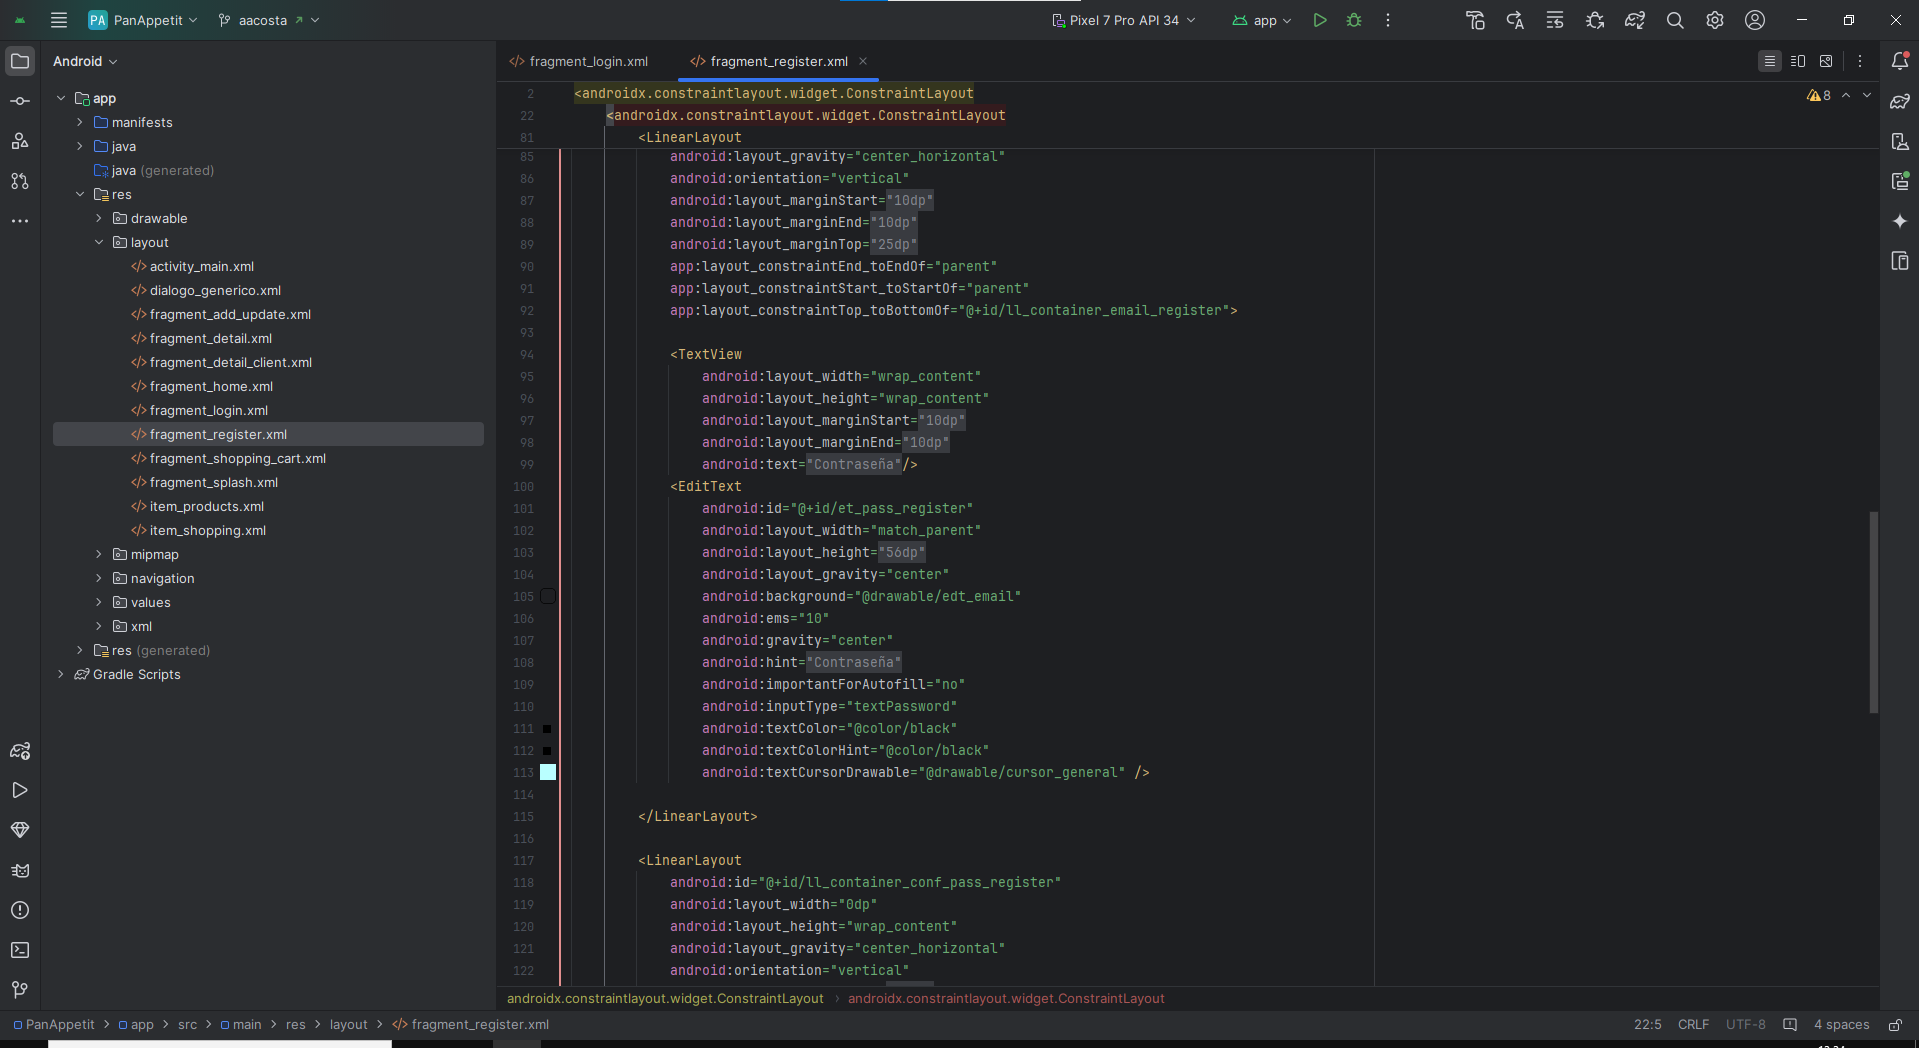 PA PanAppetit aacosta Pixel 7 Pro API 34 app
Android
app
manifests
java
java (generated)
res
drawable
layout
activity_main.xml
dialogo_generico.xml
fragment_add_update.xml
fragment_detail.xml
fragment_detail_client.xml
fragment_home.xml
fragment_login.xml
fragment_register.xml
fragment_shopping_cart.xml
fragment_splash.xml
item_products.xml
item_shopping.xml
mipmap
navigation
values
xml
res (generated)
Gradle Scripts
</> fragment_login.xml </> fragment_register.xml
8
2 <androidx.constraintlayout.widget.ConstraintLayout
22 <androidx.constraintlayout.widget.ConstraintLayout
81 <LinearLayout
85 android:layout_gravity="center_horizontal"
86 android:orientation="vertical"
87 android:layout_marginStart="10dp"
88 android:layout_marginEnd="10dp"
89 android:layout_marginTop="25dp"
90 app:layout_constraintEnd_toEndOf="parent"
91 app:layout_constraintStart_toStartOf="parent"
92 app:layout_constraintTop_toBottomOf="@+id/ll_container_email_register">
93
94 <TextView
95 android:layout_width="wrap_content"
96 android:layout_height="wrap_content"
97 android:layout_marginStart="10dp"
98 android:layout_marginEnd="10dp"
99 android:text="Contraseña"/>
100 <EditText
101 android:id="@+id/et_pass_register"
102 android:layout_width="match_parent"
103 android:layout_height="56dp"
104 android:layout_gravity="center"
105 android:background="@drawable/edt_email"
106 android:ems="10"
107 android:gravity="center"
108 android:hint="Contraseña"
109 android:importantForAutofill="no"
110 android:inputType="textPassword"
111 android:textColor="@color/black"
112 android:textColorHint="@color/black"
113 android:textCursorDrawable="@drawable/cursor_general" />
114
115 </LinearLayout>
116
117 <LinearLayout
118 android:id="@+id/ll_container_conf_pass_register"
119 android:layout_width="0dp"
120 android:layout_height="wrap_content"
121 android:layout_gravity="center_horizontal"
122 android:orientation="vertical"
androidx.constraintlayout.widget.ConstraintLayout › androidx.constraintlayout.widget.ConstraintLayout
PanAppetit > app > src > main > res > layout > </> fragment_register.xml 22:5 CRLF UTF-8 4 spaces